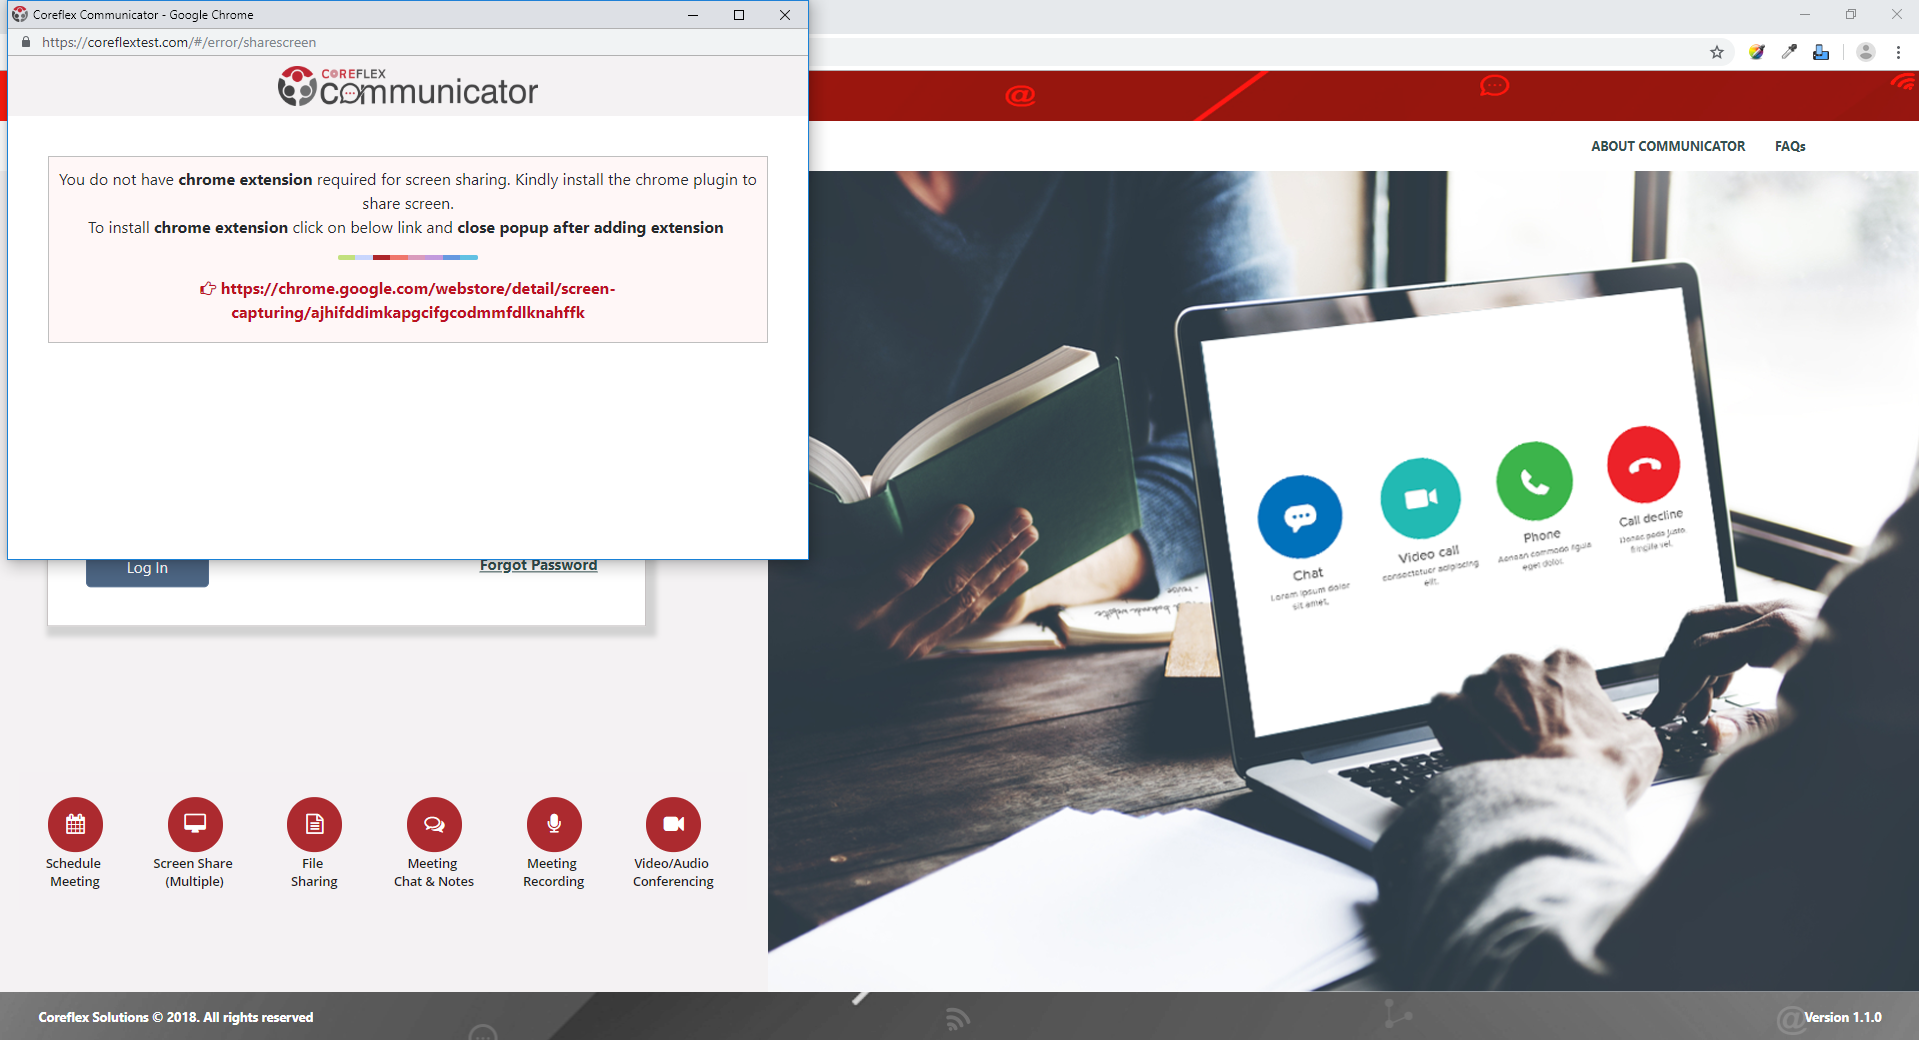 Coreflex Communicator - Google Chrome
https://coreflextest.com/#/error/sharescreen
COREFLEX
communicator
You do not have chrome extension required for screen sharing. Kindly install the chrome plugin to
share screen.
To install chrome extension click on below link and close popup after adding extension
https://chrome.google.com/webstore/detail/screen-
capturing/ajhifddimkapgcifgcodmmfdlknahffk
ABOUT COMMUNICATOR FAQs
Log In
Forgot Password
Chat
Lorem ipsum dolor
sit amet,
Video call
consectetuer adipiscing
elit.
Phone
Aenean commodo ligula
eget dolor.
Call decline
Donec pede justo,
fringilla vel,
Schedule
Meeting
Screen Share
(Multiple)
File
Sharing
Meeting
Chat & Notes
Meeting
Recording
Video/Audio
Conferencing
Coreflex Solutions © 2018. All rights reserved
Version 1.1.0